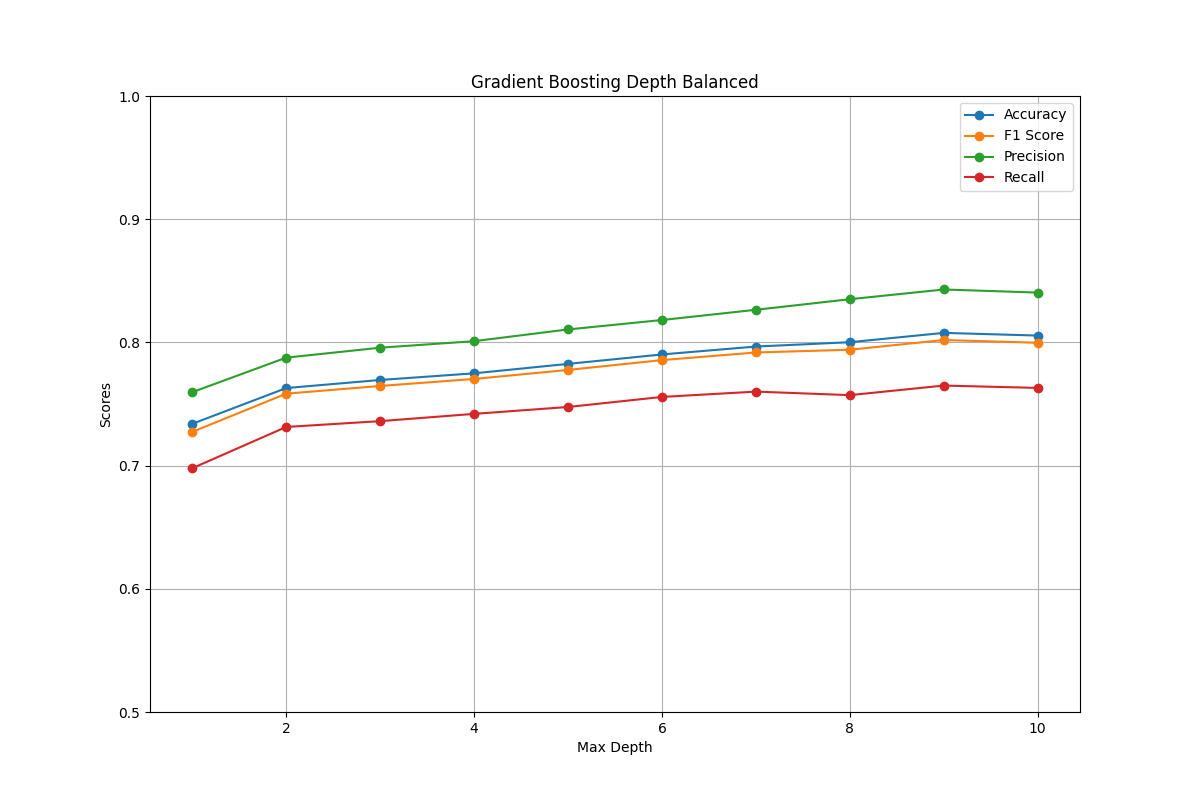 Gradient Boosting Depth Balanced
1.0
0.9
0.8
0.7
0.6
0.5
Scores
2
4
6
8
10
Max Depth
Accuracy
F1 Score
Precision
Recall